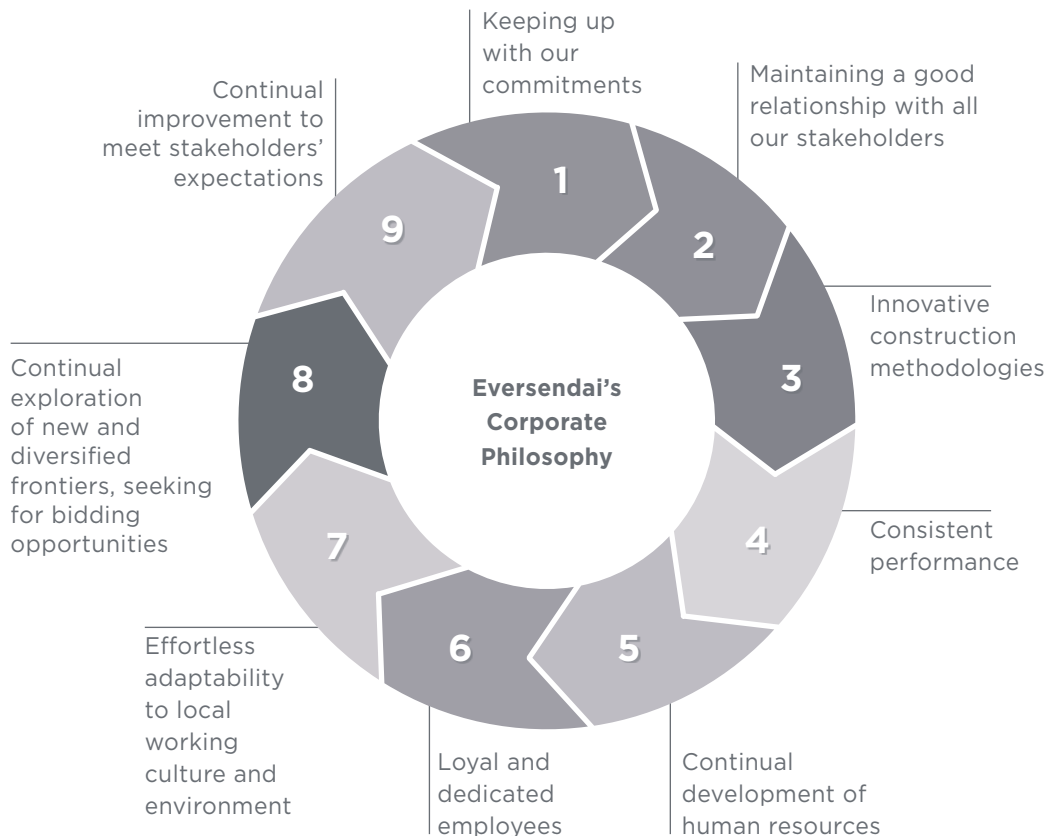 Keeping up
with our
commitments
1
Maintaining a good
relationship with all
our stakeholders
2
Innovative
construction
methodologies
3
Consistent
performance
4
Continual
development of
human resources
5
Loyal and
dedicated
employees
6
Effortless
adaptability
to local
working
culture and
environment
7
Continual
exploration
of new and
diversified
frontiers, seeking
for bidding
opportunities
8
Continual
improvement to
meet stakeholders’
expectations
9
Eversendai’s
Corporate
Philosophy